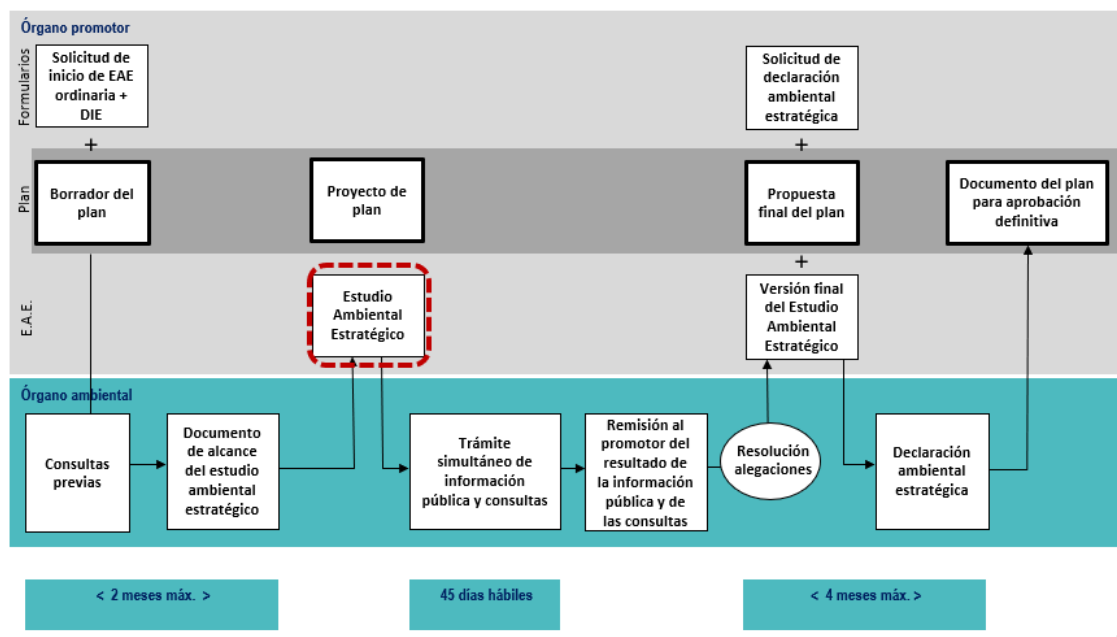 Órgano promotor
Formularios
Solicitud de
inicio de EAE
ordinaria +
DIE
Solicitud de
declaración
ambiental
estratégica
+
+
Plan
Borrador del
plan
Proyecto de
plan
Propuesta
final del plan
Documento del plan
para aprobación
definitiva
+
E.A.E.
Estudio
Ambiental
Estratégico
Versión final
del Estudio
Ambiental
Estratégico
Órgano ambiental
Consultas
previas
Documento
de alcance
del estudio
ambiental
estratégico
Trámite
simultáneo de
información
pública y consultas
Remisión al
promotor del
resultado de
la información
pública y de
las consultas
Resolución
alegaciones
Declaración
ambiental
estratégica
< 2 meses máx. >
45 días hábiles
< 4 meses máx. >